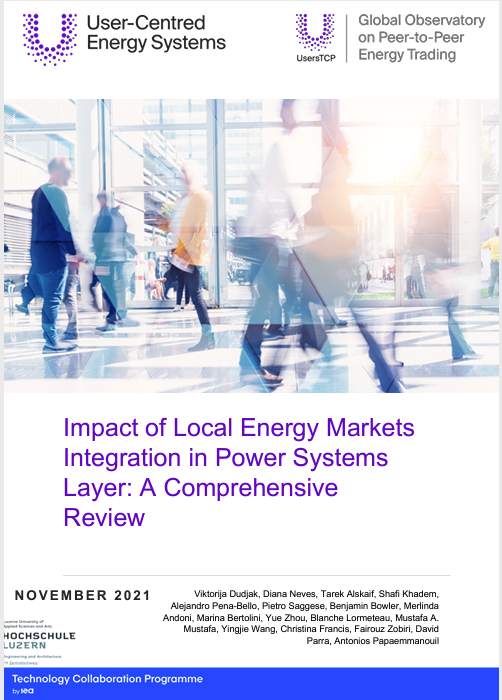 User-Centred
Energy Systems
UsersTCP
Global Observatory
on Peer-to-Peer
Energy Trading
Impact of Local Energy Markets
Integration in Power Systems
Layer: A Comprehensive
Review
NOVEMBER 2021
Viktorija Dudjak, Diana Neves, Tarek Alskaif, Shafi Khadem,
Alejandro Pena-Bello, Pietro Saggese, Benjamin Bowler, Merlinda
Andoni, Marina Bertolini, Yue Zhou, Blanche Lormeteau, Mustafa A.
Mustafa, Yingjie Wang, Christina Francis, Fairouz Zobiri, David
Parra, Antonios Papaemmanouil
Lucerne University of
Applied Sciences and Arts
HOCHSCHULE
LUZERN
Engineering and Architecture
Technology Collaboration Programme
by iea